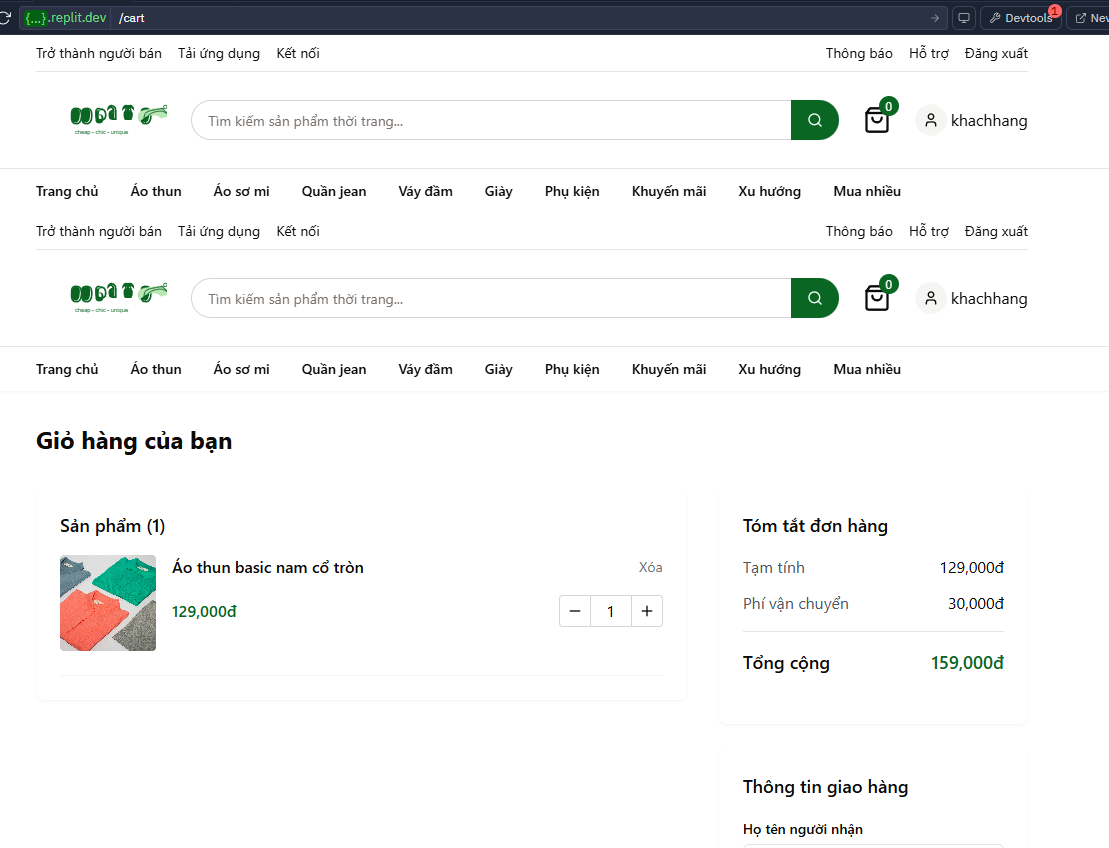 {...}.replit.dev /cart Devtools 1 New
Trở thành người bán Tải ứng dụng Kết nối Thông báo Hỗ trợ Đăng xuất
cheap - chic - unique
Tìm kiếm sản phẩm thời trang... 0 khachhang
Trang chủ Áo thun Áo sơ mi Quần jean Váy đầm Giày Phụ kiện Khuyến mãi Xu hướng Mua nhiều
Trở thành người bán Tải ứng dụng Kết nối Thông báo Hỗ trợ Đăng xuất
cheap - chic - unique
Tìm kiếm sản phẩm thời trang... 0 khachhang
Trang chủ Áo thun Áo sơ mi Quần jean Váy đầm Giày Phụ kiện Khuyến mãi Xu hướng Mua nhiều
Giỏ hàng của bạn
Sản phẩm (1)
Áo thun basic nam cổ tròn Xóa
129,000đ − 1 +
Tóm tắt đơn hàng
Tạm tính 129,000đ
Phí vận chuyển 30,000đ
Tổng cộng 159,000đ
Thông tin giao hàng
Họ tên người nhận